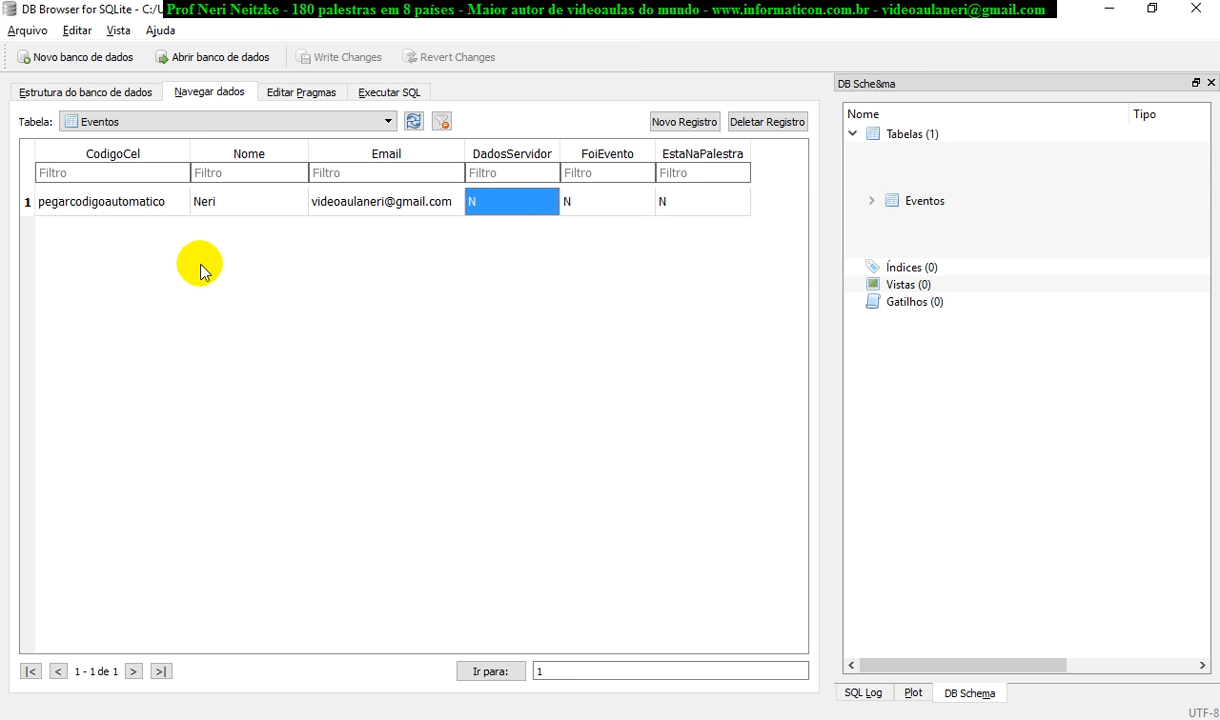 DB Browser for SQLite - C:/U
Prof Neri Neitzke - 180 palestras em 8 países - Maior autor de videoaulas do mundo - www.informaticon.com.br - videoaulaneri@gmail.com
Arquivo Editar Vista Ajuda
Novo banco de dados Abrir banco de dados Write Changes Revert Changes
Estrutura do banco de dados Navegar dados Editar Pragmas Executar SQL
Tabela: Eventos Novo Registro Deletar Registro
CodigoCel Nome Email DadosServidor FoiEvento EstaNaPalestra
Filtro Filtro Filtro Filtro Filtro Filtro
1 pegarcodigoautomatico Neri videoaulaneri@gmail.com N N N
|< < 1 - 1 de 1 > >| Ir para: 1
DB Sche&ma
Nome Tipo
Tabelas (1)
Eventos
Índices (0)
Vistas (0)
Gatilhos (0)
SQL Log Plot DB Schema
UTF-8